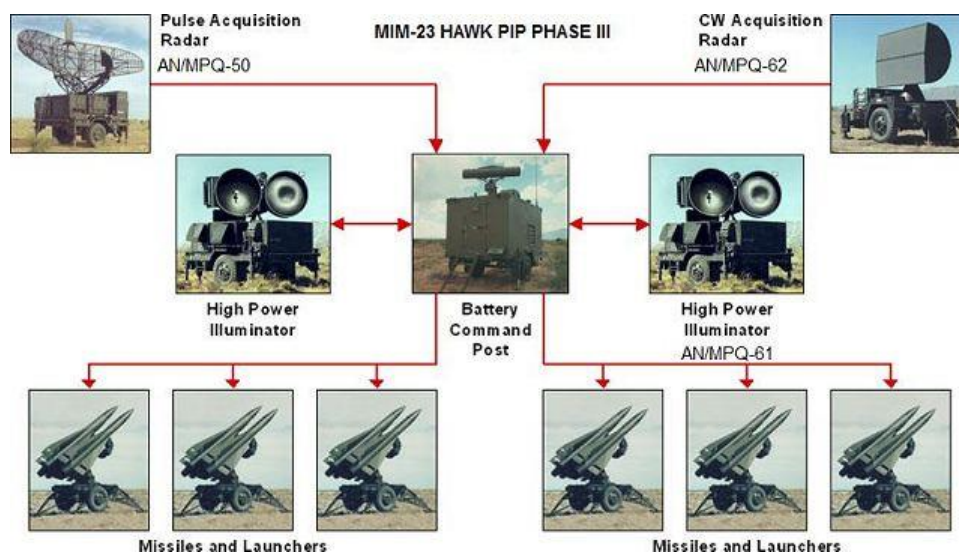 Pulse Acquisition
Radar
AN/MPQ-50
MIM-23 HAWK PIP PHASE III
CW Acquisition
Radar
AN/MPQ-62
High Power
Illuminator
Battery
Command
Post
High Power
Illuminator
AN/MPQ-61
Missiles and Launchers
Missiles and Launchers